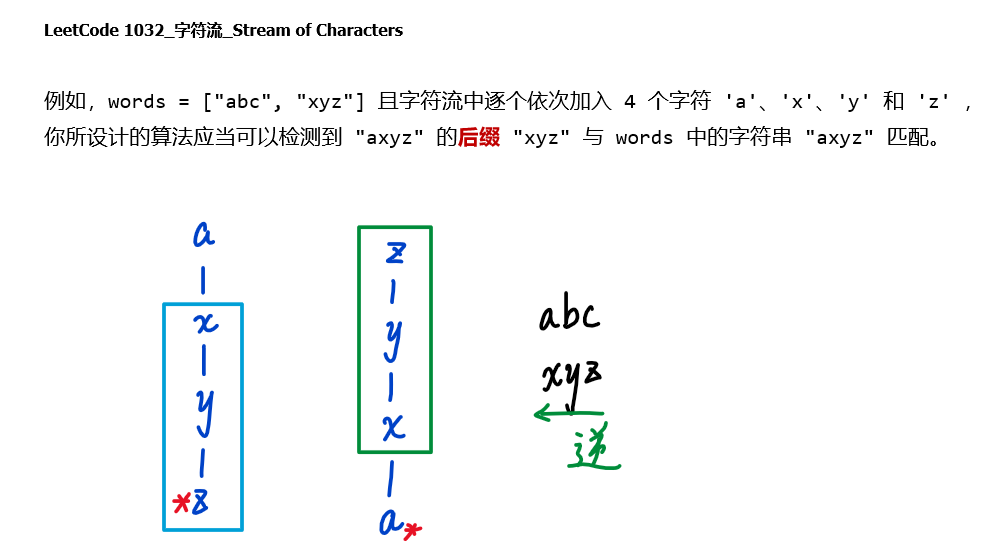 LeetCode 1032_字符流_Stream of Characters
例如，words = ["abc", "xyz"] 且字符流中逐个依次加入 4 个字符 'a'、'x'、'y' 和 'z' ，
你所设计的算法应当可以检测到 "axyz" 的后缀 "xyz" 与 words 中的字符串 "axyz" 匹配。
a
x
y
*z
z
y
x
a*
abc
xyz
逆